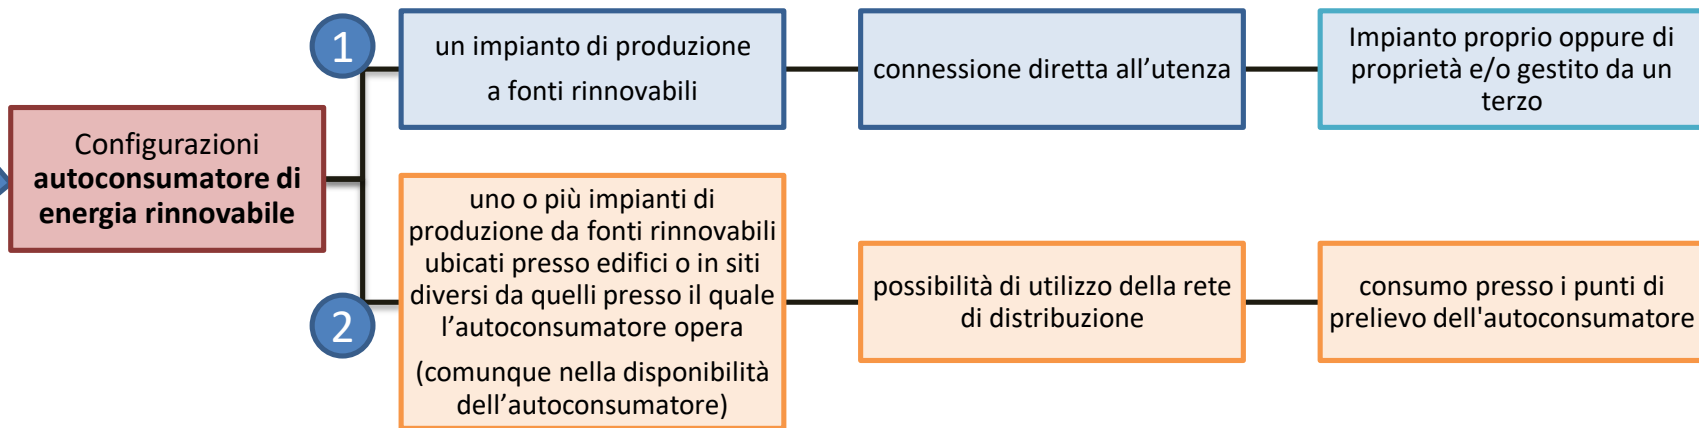 Configurazioni
autoconsumatore di
energia rinnovabile
1
un impianto di produzione
a fonti rinnovabili
connessione diretta all’utenza
Impianto proprio oppure di
proprietà e/o gestito da un
terzo
2
uno o più impianti di
produzione da fonti rinnovabili
ubicati presso edifici o in siti
diversi da quelli presso il quale
l’autoconsumatore opera
(comunque nella disponibilità
dell’autoconsumatore)
possibilità di utilizzo della rete
di distribuzione
consumo presso i punti di
prelievo dell'autoconsumatore